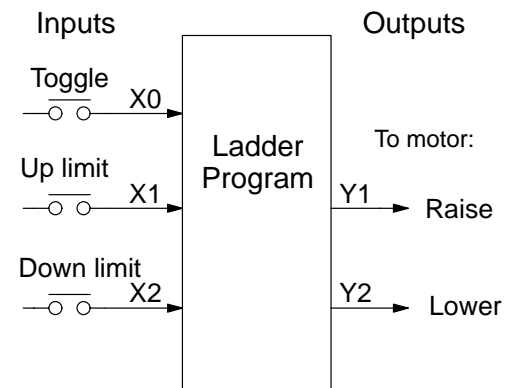 Inputs
Outputs
Toggle
X0
Ladder
Program
To motor:
Up limit
X1
Y1
Raise
Down limit
X2
Y2
Lower